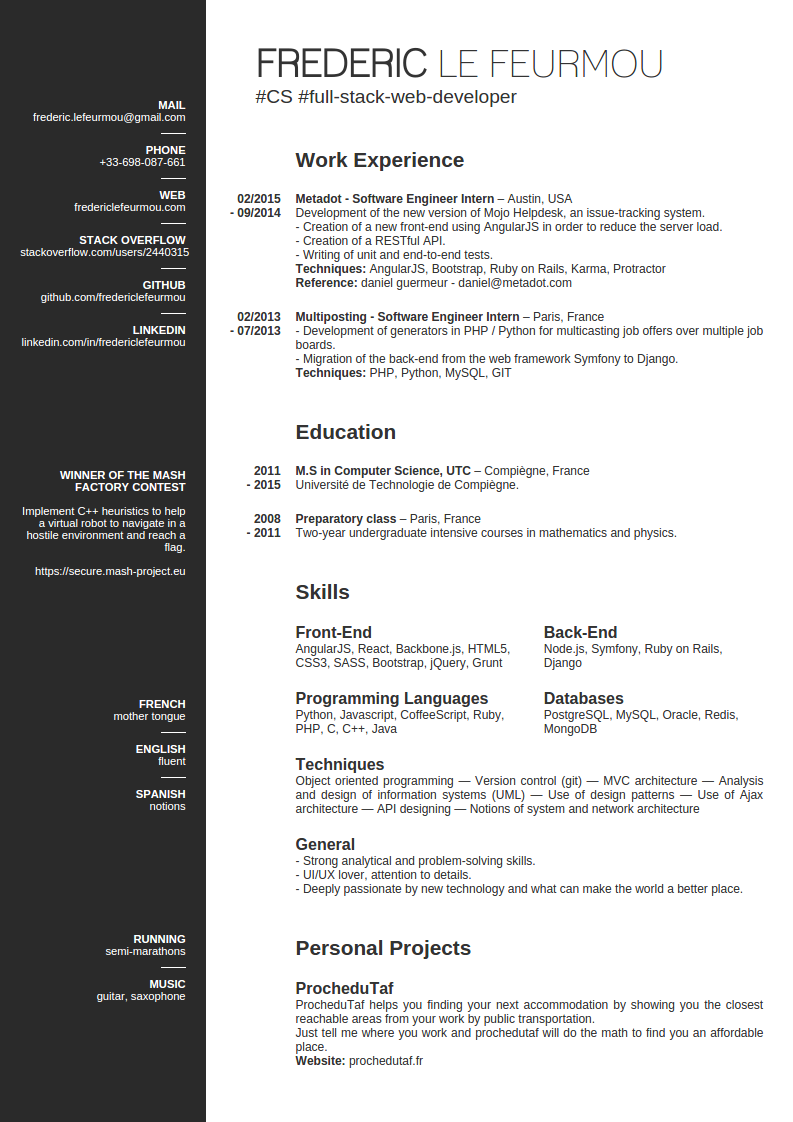 FREDERIC LE FEURMOU
#CS #full-stack-web-developer
MAIL
frederic.lefeurmou@gmail.com
PHONE
+33-698-087-661
WEB
fredericlefeurmou.com
STACK OVERFLOW
stackoverflow.com/users/2440315
GITHUB
github.com/fredericlefeurmou
LINKEDIN
linkedin.com/in/fredericlefeurmou
WINNER OF THE MASH
FACTORY CONTEST
Implement C++ heuristics to help
a virtual robot to navigate in a
hostile environment and reach a
flag.
https://secure.mash-project.eu
FRENCH
mother tongue
ENGLISH
fluent
SPANISH
notions
RUNNING
semi-marathons
MUSIC
guitar, saxophone
Work Experience
02/2015 Metadot - Software Engineer Intern – Austin, USA
- 09/2014 Development of the new version of Mojo Helpdesk, an issue-tracking system.
- Creation of a new front-end using AngularJS in order to reduce the server load.
- Creation of a RESTful API.
- Writing of unit and end-to-end tests.
Techniques: AngularJS, Bootstrap, Ruby on Rails, Karma, Protractor
Reference: daniel guermeur - daniel@metadot.com
02/2013 Multiposting - Software Engineer Intern – Paris, France
- 07/2013 - Development of generators in PHP / Python for multicasting job offers over multiple job
boards.
- Migration of the back-end from the web framework Symfony to Django.
Techniques: PHP, Python, MySQL, GIT
Education
2011 M.S in Computer Science, UTC – Compiègne, France
- 2015 Université de Technologie de Compiègne.
2008 Preparatory class – Paris, France
- 2011 Two-year undergraduate intensive courses in mathematics and physics.
Skills
Front-End
AngularJS, React, Backbone.js, HTML5,
CSS3, SASS, Bootstrap, jQuery, Grunt
Back-End
Node.js, Symfony, Ruby on Rails,
Django
Programming Languages
Python, Javascript, CoffeeScript, Ruby,
PHP, C, C++, Java
Databases
PostgreSQL, MySQL, Oracle, Redis,
MongoDB
Techniques
Object oriented programming — Version control (git) — MVC architecture — Analysis
and design of information systems (UML) — Use of design patterns — Use of Ajax
architecture — API designing — Notions of system and network architecture
General
- Strong analytical and problem-solving skills.
- UI/UX lover, attention to details.
- Deeply passionate by new technology and what can make the world a better place.
Personal Projects
ProcheduTaf
ProcheduTaf helps you finding your next accommodation by showing you the closest
reachable areas from your work by public transportation.
Just tell me where you work and prochedutaf will do the math to find you an affordable
place.
Website: prochedutaf.fr